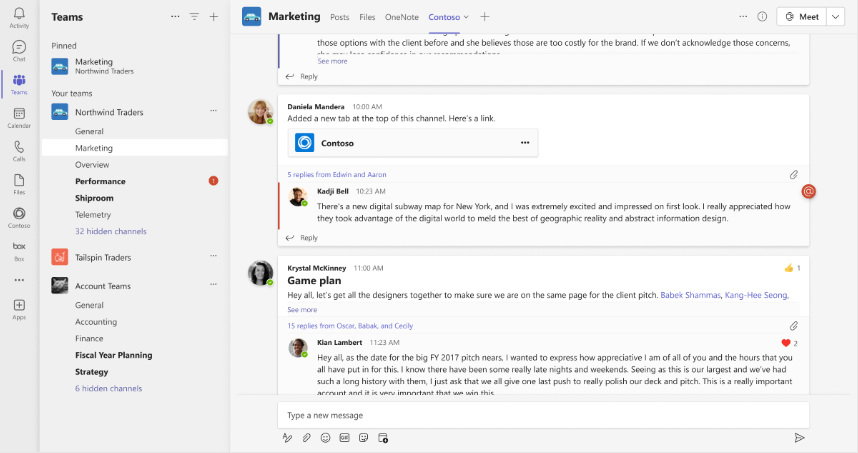 Activity
Chat
Teams
Calendar
Calls
Files
Contoso
box
Box
Apps
Teams
Pinned
Marketing
Northwind Traders
Your teams
Northwind Traders
General
Marketing
Overview
Performance
1
Shiproom
Telemetry
32 hidden channels
Tailspin Traders
Account Teams
General
Accounting
Finance
Fiscal Year Planning
Strategy
6 hidden channels
Marketing Posts Files OneNote Contoso
Meet
those options with the client before and she believes those are too costly for the brand. If we don't acknowledge those concerns,
See more
Reply
Daniela Mandera 10:00 AM
Added a new tab at the top of this channel. Here's a link.
Contoso
5 replies from Edwin and Aaron
Kadji Bell 10:23 AM
There's a new digital subway map for New York, and I was extremely excited and impressed on first look. I really appreciated how
they took advantage of the digital world to meld the best of geographic reality and abstract information design.
Reply
Krystal McKinney 11:00 AM 1
Game plan
Hey all, let's get all the designers together to make sure we are on the same page for the client pitch. Babek Shammas, Kang-Hee Seong,
See more
15 replies from Oscar, Babak, and Cecily
Kian Lambert 11:23 AM 2
Hey all, as the date for the big FY 2017 pitch nears, I wanted to express how appreciative I am of all of you and the hours that you
all have put in for this. I know there have been some really late nights and weekends. Seeing as this is our largest and we've had
such a long history with them, I just ask that we all give one last push to really polish our deck and pitch. This is a really important
account and it is very important that we win this
Type a new message
GIF